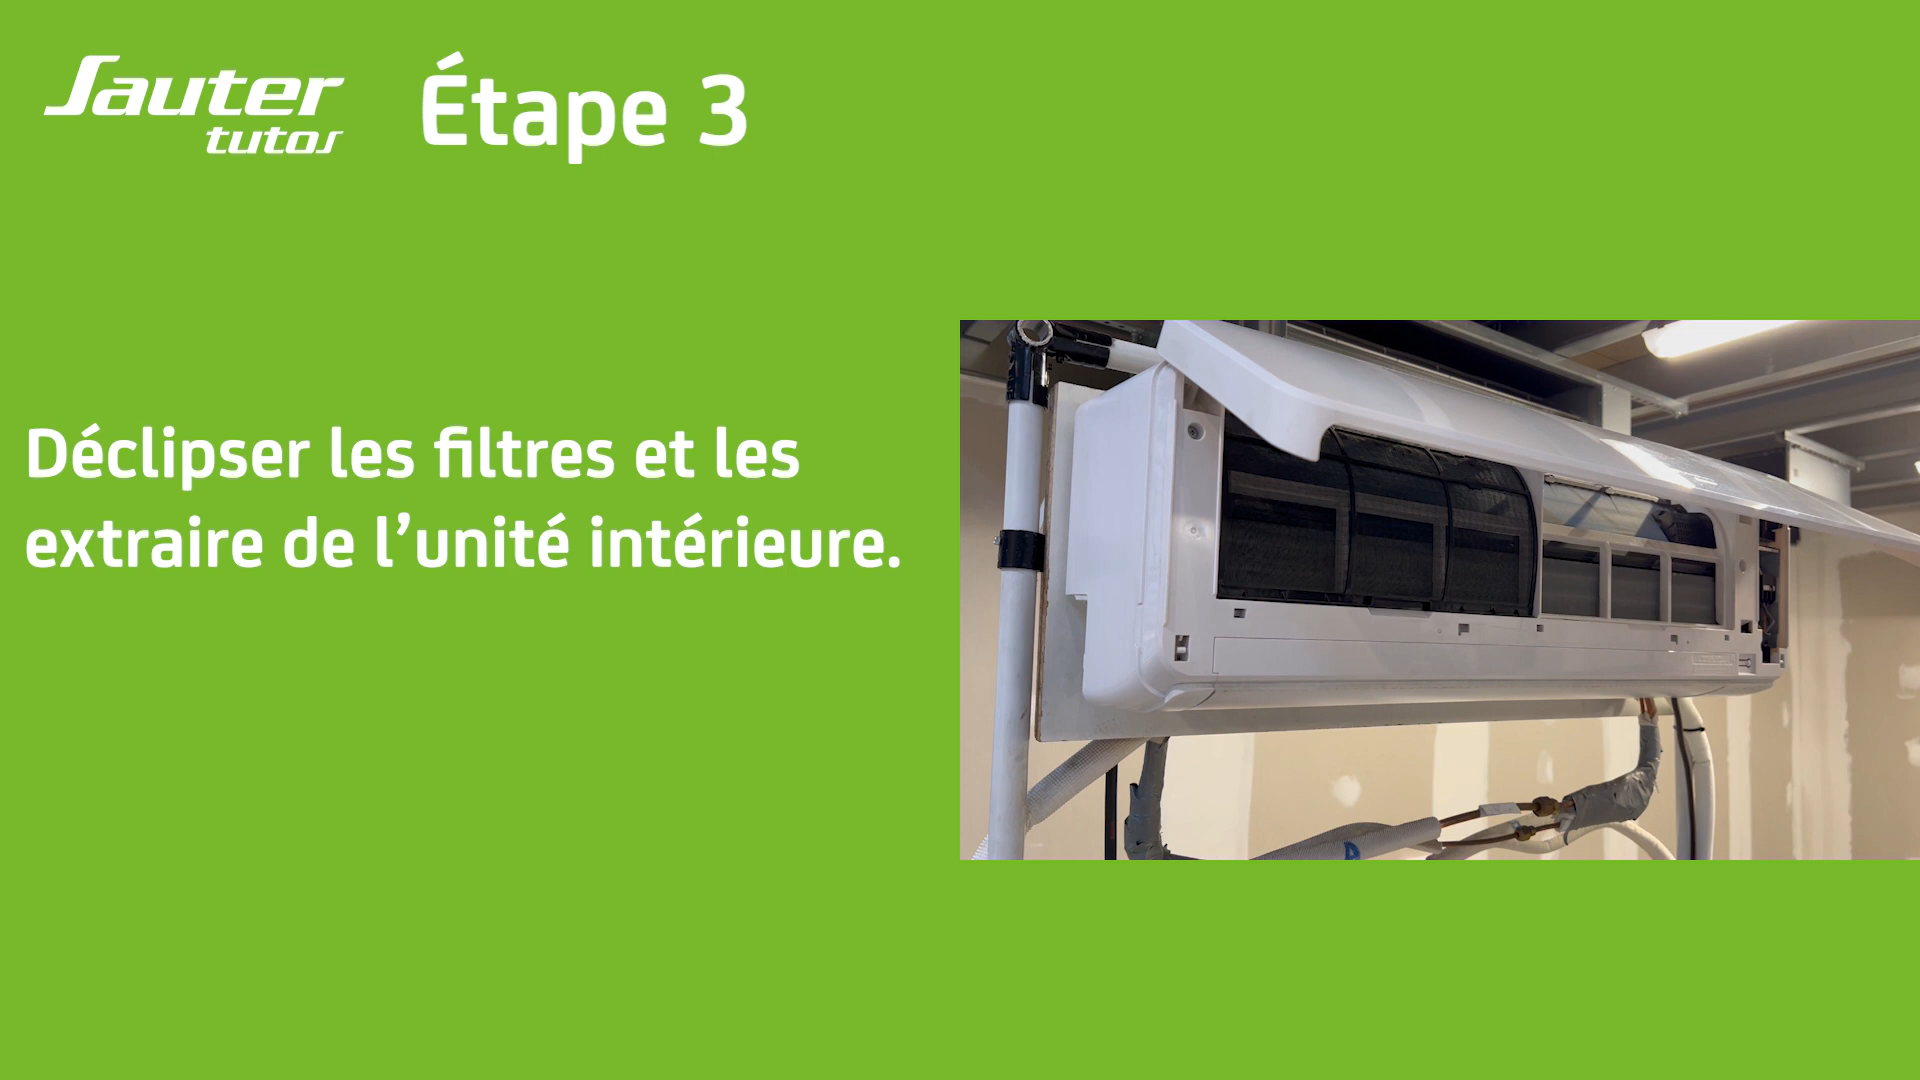 Sauter
tutos
Étape 3
Déclipser les filtres et les
extraire de l’unité intérieure.